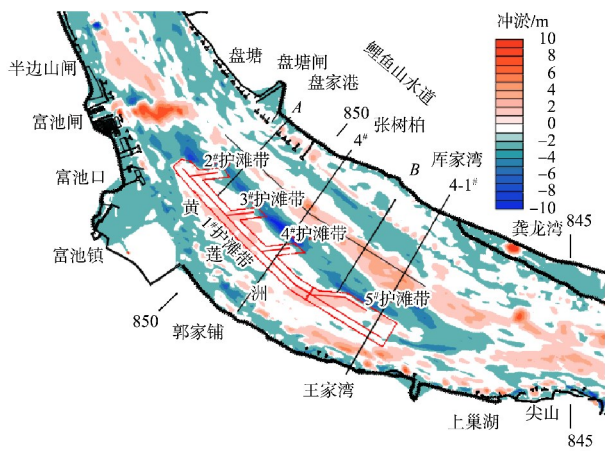 冲淤/m
10
8
6
4
2
0
−2
−4
−6
−8
−10
盘塘
盘塘闸
盘家港
鲤鱼山水道
半边山闸
A
850
张树柏
4#
富池闸
厍家湾
B
4-1#
2#护滩带
富池口
3#护滩带
黄
龚龙湾
845
1#护滩带
4#护滩带
莲
富池镇
洲
5#护滩带
850
郭家铺
王家湾
上巢湖
尖山
845